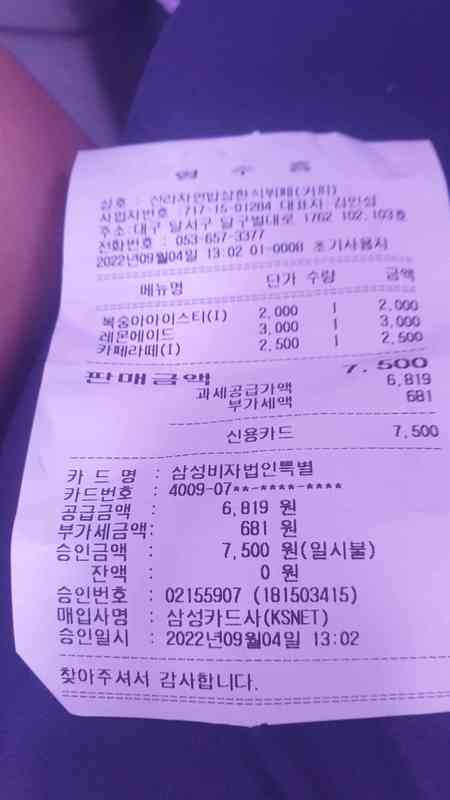 영 수 증
상호 : 신라자연밥상한식뷔페(커피)
사업자번호 :717-15-01284 대표자 김민섭
주소:대구 달서구 달구벌대로 1762 102,103호
전화번호 : 053-657-3377
2022년09월04일 13:02 01-0008 초기사용자
메뉴명 단가 수량 금액
복숭아아이스티(I) 2,000 1 2,000
레몬에이드 3,000 1 3,000
카페라떼(I) 2,500 1 2,500
판매금액 7,500
과세공급가액 6,819
부가세액 681
신용카드 7,500
카 드 명 : 삼성비자법인특별
카드번호 : 4009-07**-****-****
공급금액 : 6,819 원
부가세금액: 681 원
승인금액 : 7,500 원(일시불)
잔액 : 0 원
승인번호 : 02155907 (181503415)
매입사명 : 삼성카드사(KSNET)
승인일시 : 2022년09월04일 13:02
찾아주셔서 감사합니다.